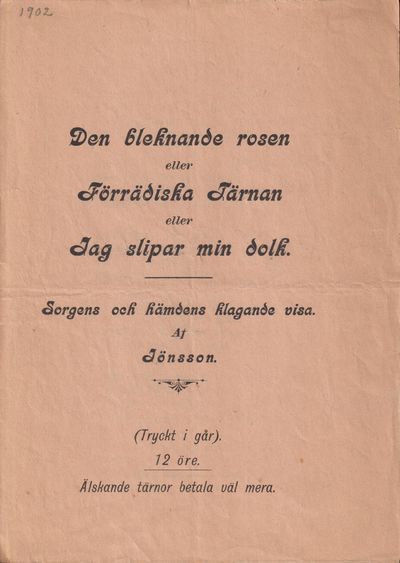 1902
Den bleknande rosen
eller
Förrädiska Tärnan
eller
Jag slipar min dolk.
Sorgens och hämdens klagande visa.
Af
Jönsson.
(Tryckt i går).
12 öre.
Älskande tärnor betala väl mera.